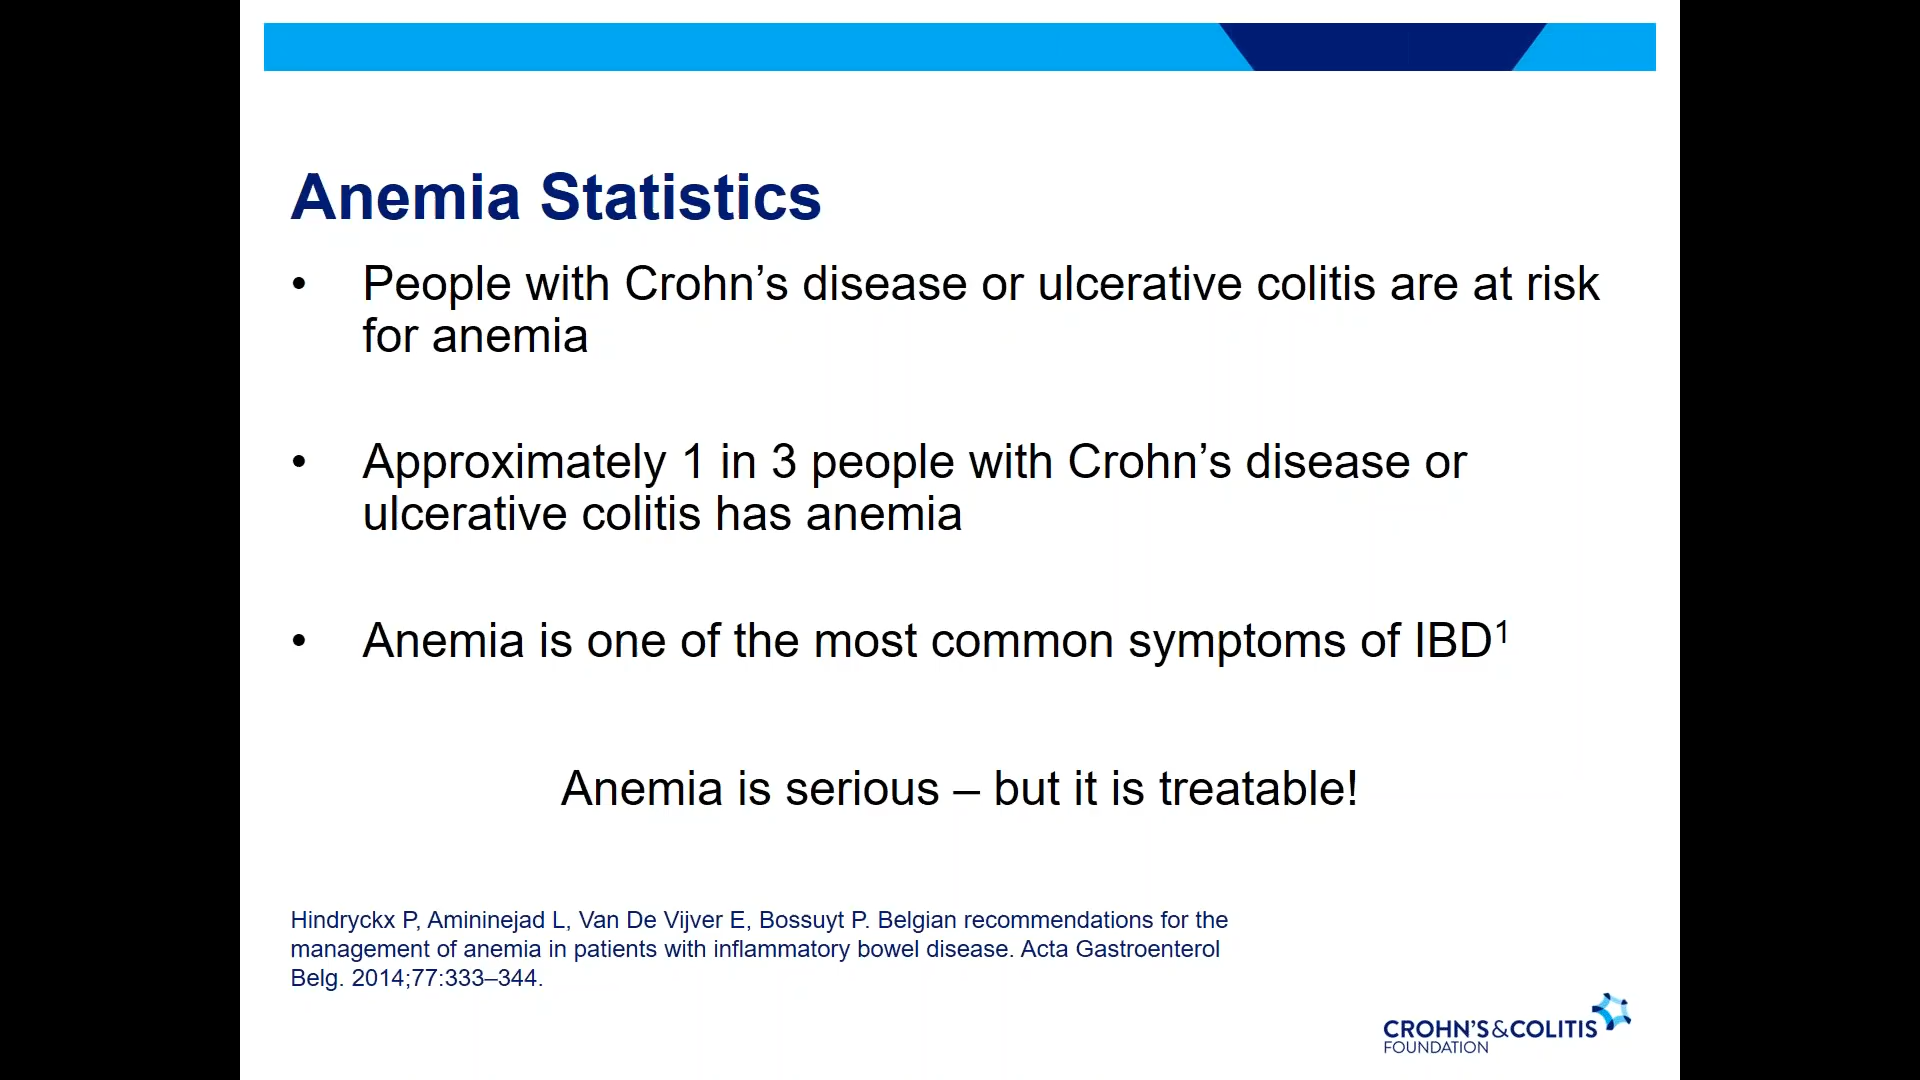 Anemia Statistics
• People with Crohn’s disease or ulcerative colitis are at risk
for anemia
• Approximately 1 in 3 people with Crohn’s disease or
ulcerative colitis has anemia
• Anemia is one of the most common symptoms of IBD¹
Anemia is serious – but it is treatable!
Hindryckx P, Amininejad L, Van De Vijver E, Bossuyt P. Belgian recommendations for the
management of anemia in patients with inflammatory bowel disease. Acta Gastroenterol
Belg. 2014;77:333–344.
CROHN’S&COLITIS
FOUNDATION